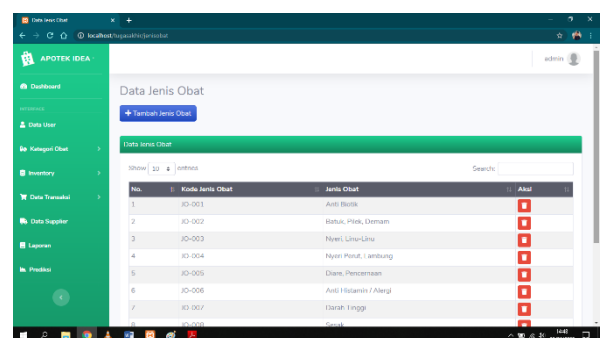 Data Jenis Obat
localhost/tugasakhir/jenisobat
APOTEK IDEA
admin
Dashboard
INTERFACE
Data User
Kategori Obat
Inventory
Data Transaksi
Data Supplier
Laporan
Prediksi
Data Jenis Obat
+ Tambah Jenis Obat
Data Jenis Obat
Show 10 entries
Search:
No. Kode Jenis Obat Jenis Obat Aksi
1 JO-001 Anti Biotik
2 JO-002 Batuk, Pilek, Demam
3 JO-003 Nyeri, Linu-Linu
4 JO-004 Nyeri Perut, Lambung
5 JO-005 Diare, Pencernaan
6 JO-006 Anti Histamin / Alergi
7 JO-007 Darah Tinggi
8 JO-008 Sesak